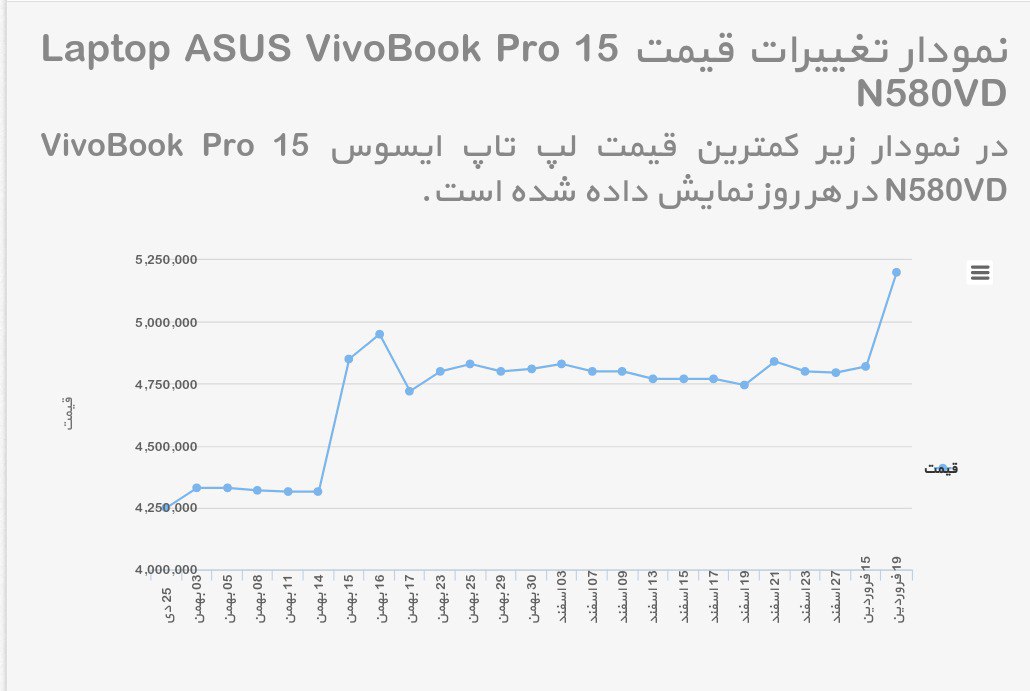 نمودار تغییرات قیمت Laptop ASUS VivoBook Pro 15
N580VD
در نمودار زیر کمترین قیمت لپ تاپ ایسوس VivoBook Pro 15
N580VD در هر روز نمایش داده شده است.
5,250,000
5,000,000
4,750,000
4,500,000
4,250,000
4,000,000
قیمت
قیمت
25 دی
03 بهمن
05 بهمن
08 بهمن
11 بهمن
14 بهمن
15 بهمن
16 بهمن
17 بهمن
23 بهمن
25 بهمن
29 بهمن
30 بهمن
03 اسفند
07 اسفند
09 اسفند
13 اسفند
15 اسفند
17 اسفند
19 اسفند
21 اسفند
23 اسفند
27 اسفند
15 فروردین
19 فروردین